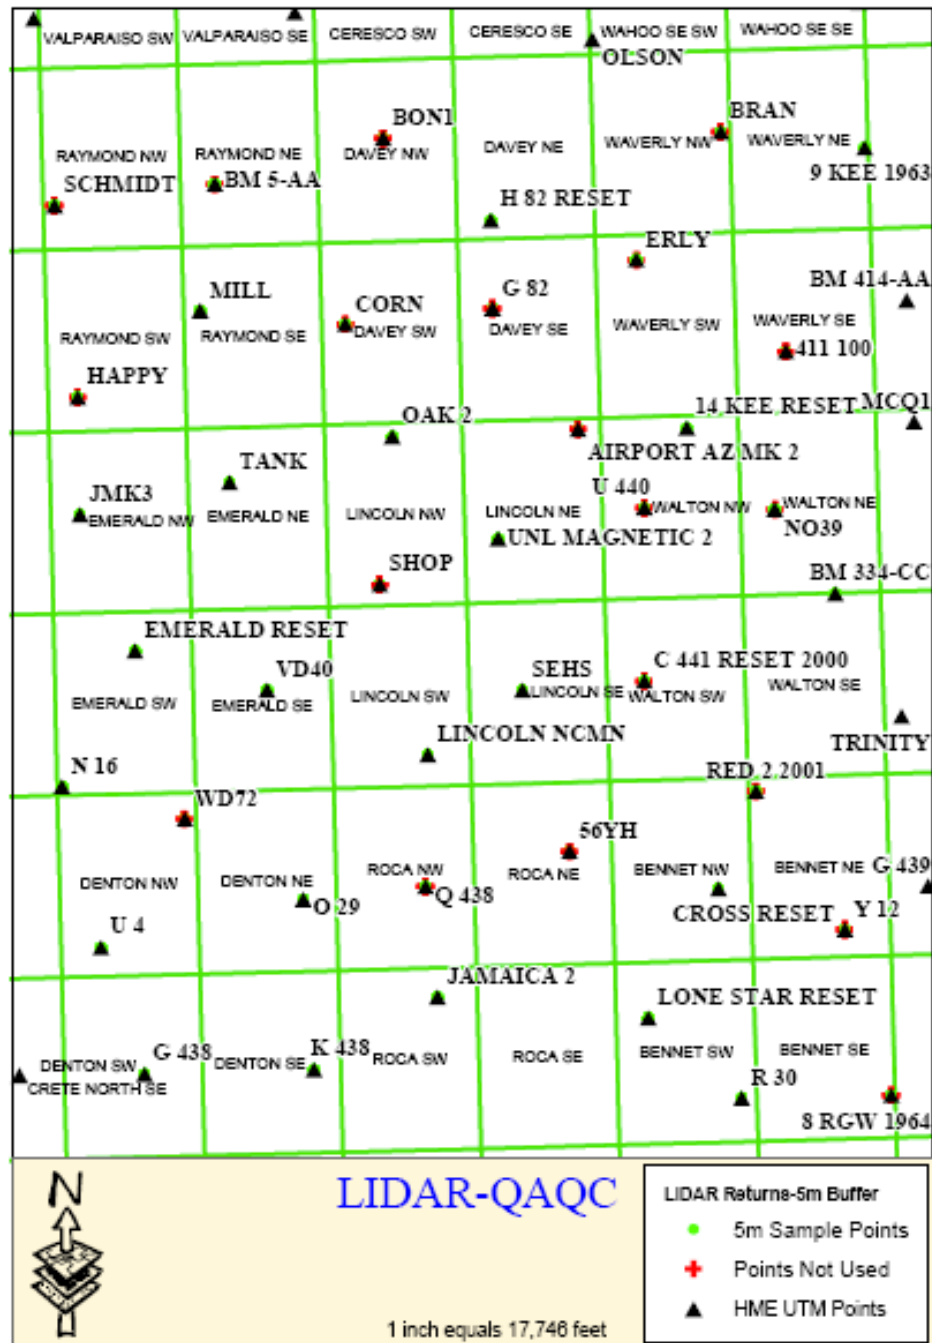 VALPARAISO SW
VALPARAISO SE
CERESCO SW
CERESCO SE
WAHOO SE SW
WAHOO SE SE
OLSON
BON1
BRAN
RAYMOND NW
RAYMOND NE
DAVEY NW
DAVEY NE
WAVERLY NW
WAVERLY NE
SCHMIDT
BM 5-AA
9 KEE 1963
H 82 RESET
ERLY
BM 414-AA
MILL
CORN
G 82
RAYMOND SW
RAYMOND SE
DAVEY SW
DAVEY SE
WAVERLY SW
WAVERLY SE
411 100
HAPPY
OAK 2
14 KEE RESET
MCQ1
AIRPORT AZ MK 2
TANK
U 440
JMK3
EMERALD NW
EMERALD NE
LINCOLN NW
LINCOLN NE
WALTON NW
WALTON NE
NO39
UNL MAGNETIC 2
SHOP
BM 334-CC
EMERALD RESET
VD40
SEHS
C 441 RESET 2000
EMERALD SW
EMERALD SE
LINCOLN SW
LINCOLN SE
WALTON SW
WALTON SE
LINCOLN NCMN
TRINITY
N 16
RED 2 2001
WD72
56YH
DENTON NW
DENTON NE
ROCA NW
ROCA NE
BENNET NW
BENNET NE
G 439
O 29
Q 438
CROSS RESET
Y 12
U 4
JAMAICA 2
LONE STAR RESET
DENTON SW
G 438
DENTON SE
K 438
ROCA SW
ROCA SE
BENNET SW
BENNET SE
CRETE NORTH SE
R 30
8 RGW 1964
N
LIDAR-QAQC
1 inch equals 17,746 feet
LIDAR Returns-5m Buffer
5m Sample Points
Points Not Used
HME UTM Points